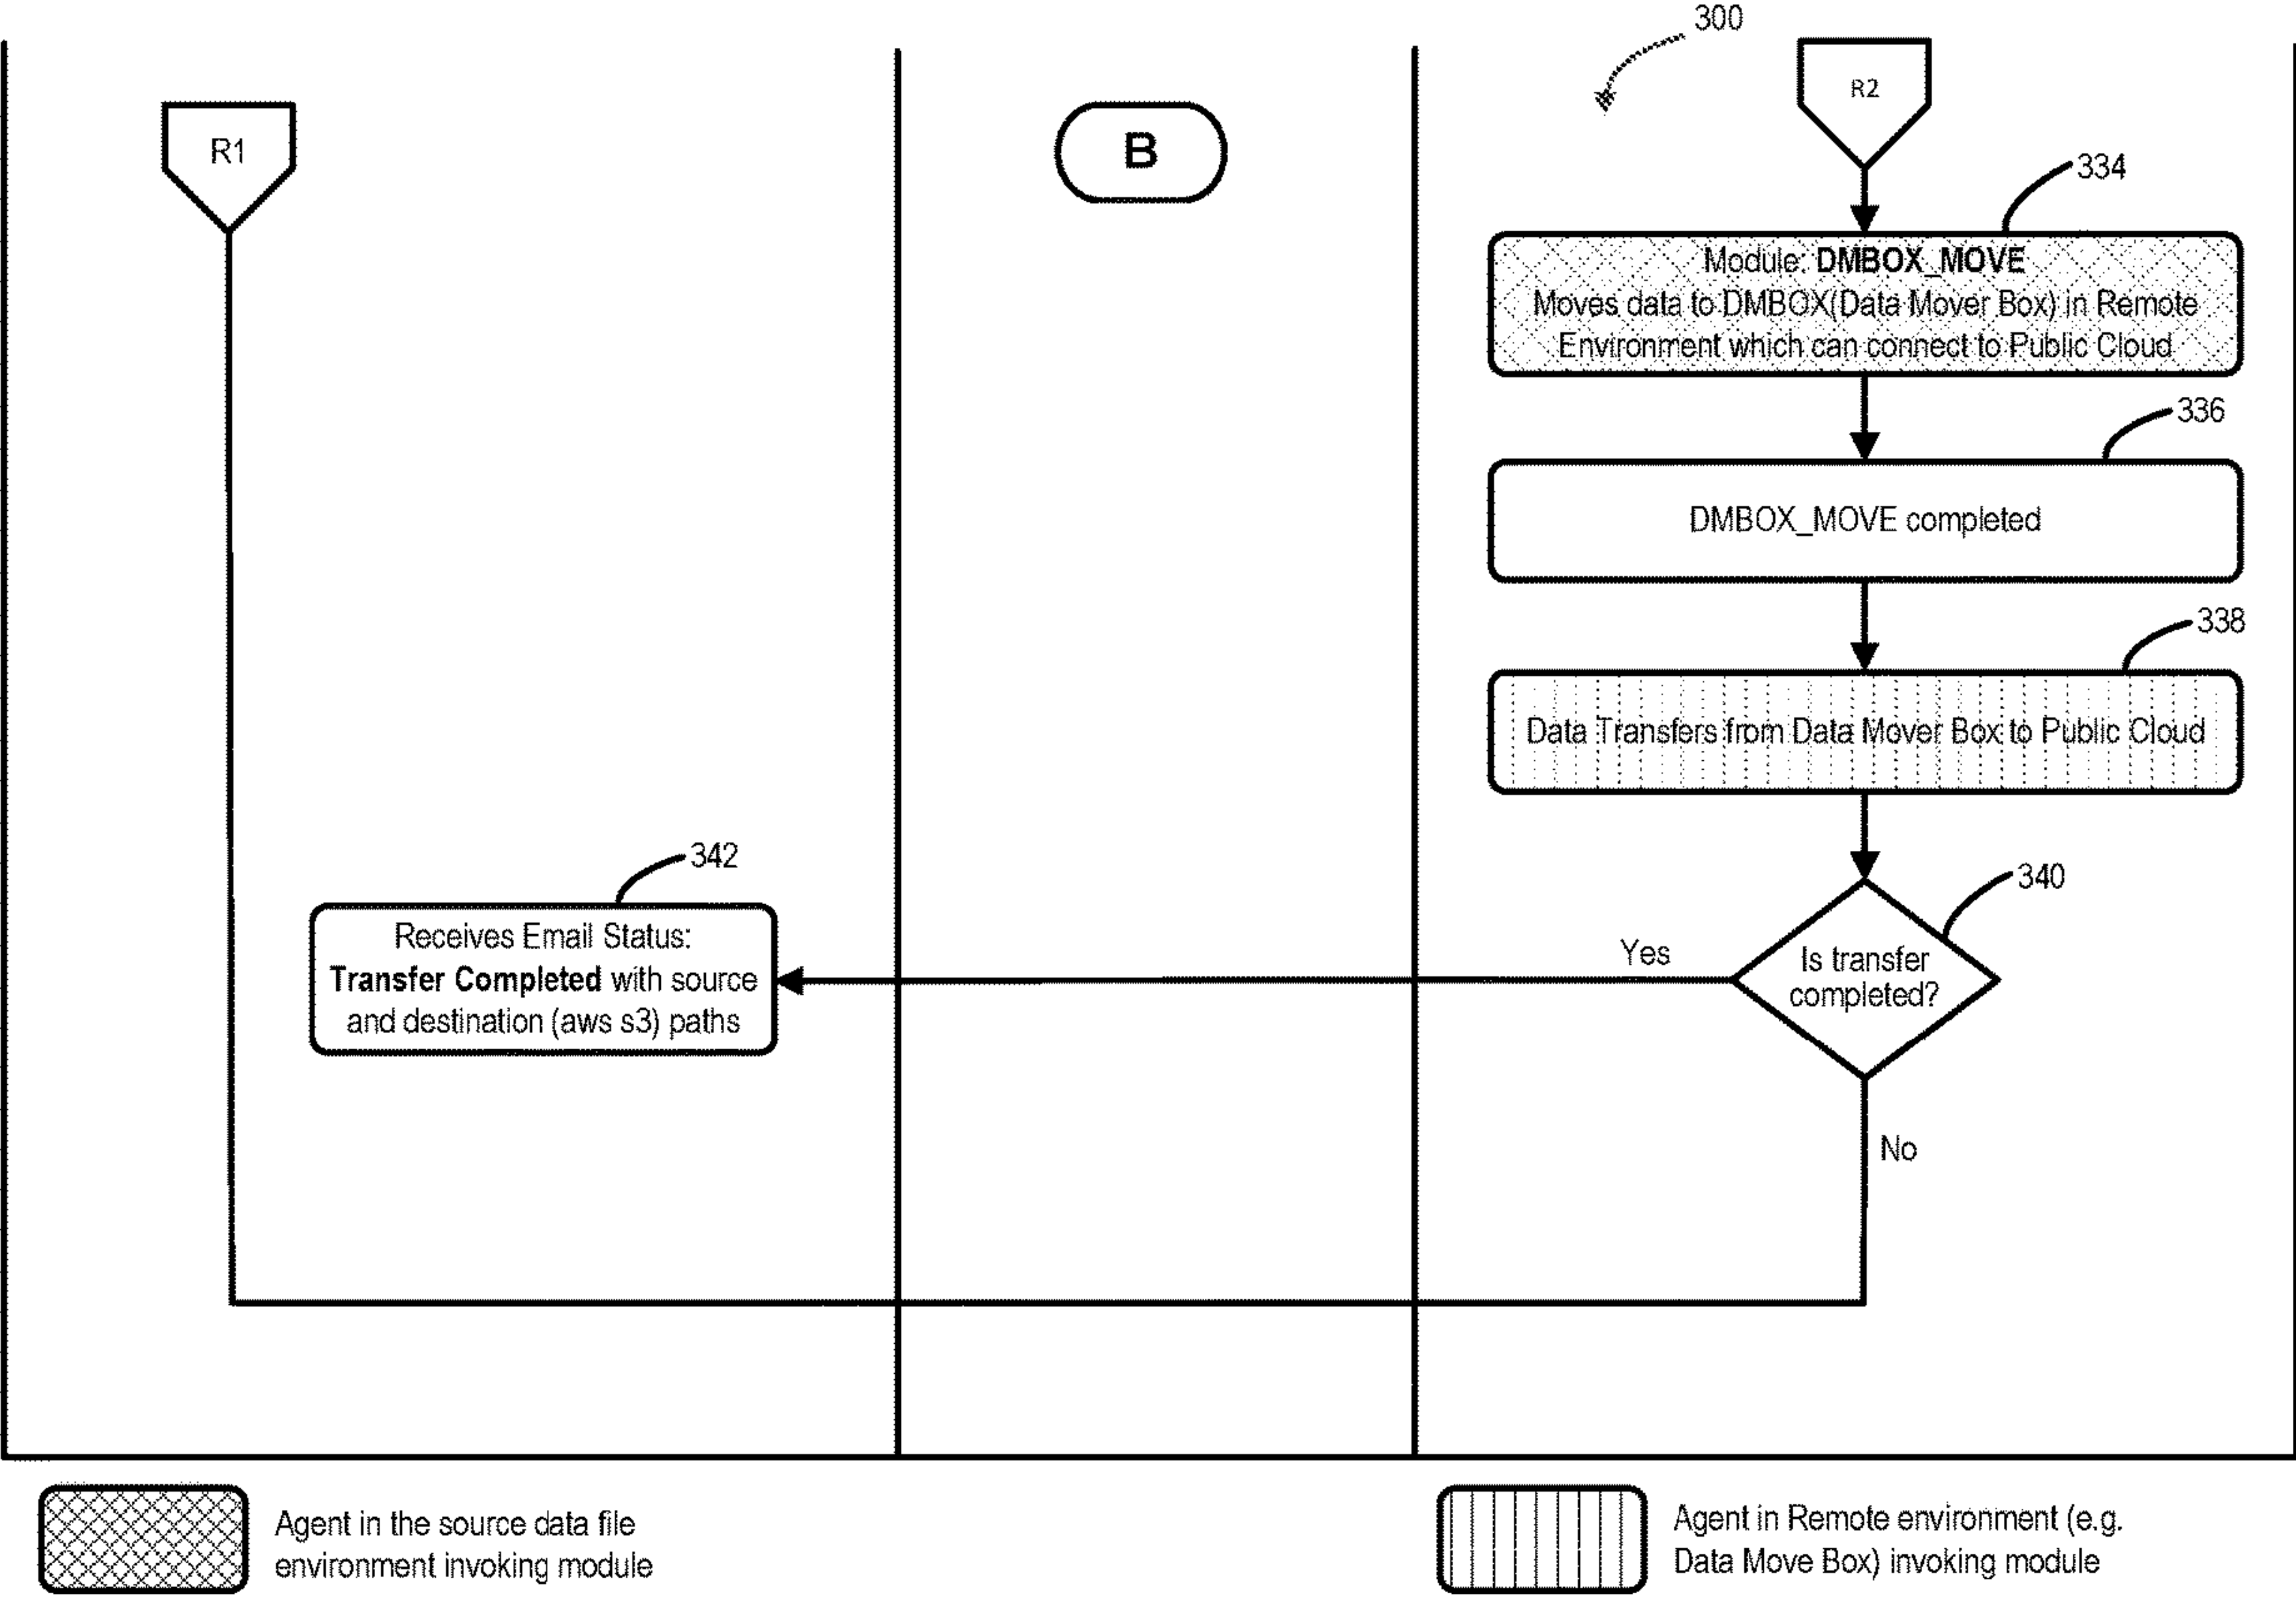 300
R2
R1
B
334
Module: DMBOX_MOVE
Moves data to DMBOX(Data Mover Box) in Remote
Environment which can connect to Public Cloud
336
DMBOX_MOVE completed
338
Data Transfers from Data Mover Box to Public Cloud
342
340
Receives Email Status:
Transfer Completed with source
and destination (aws s3) paths
Yes
Is transfer
completed?
No
Agent in the source data file
environment invoking module
Agent in Remote environment (e.g.
Data Move Box) invoking module